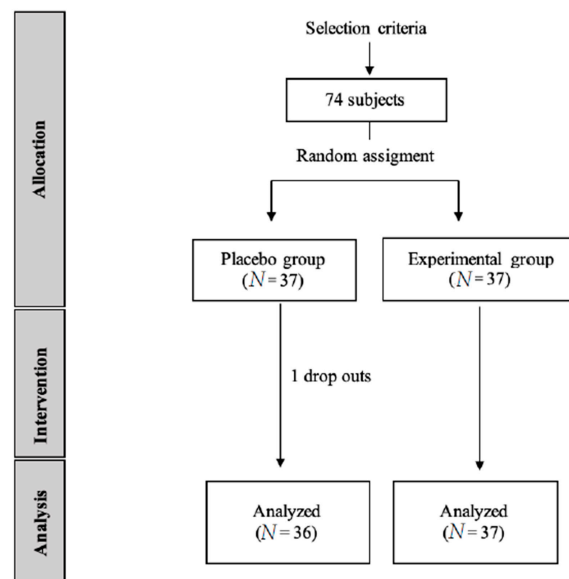 Selection criteria
74 subjects
Random assigment
Allocation
Placebo group
(N = 37)
Experimental group
(N = 37)
1 drop outs
Intervention
Analyzed
(N = 36)
Analyzed
(N = 37)
Analysis